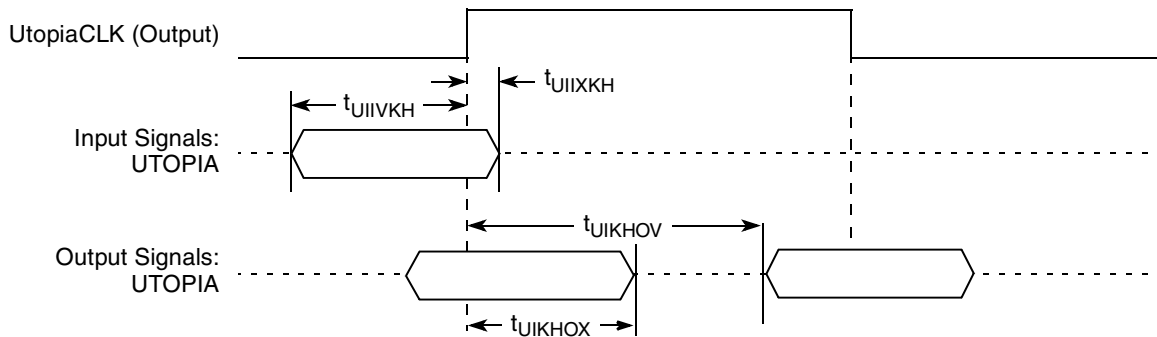 UtopiaCLK (Output)
tUIIXKH
tUIIVKH
Input Signals:
UTOPIA
tUIKHOV
Output Signals:
UTOPIA
tUIKHOX